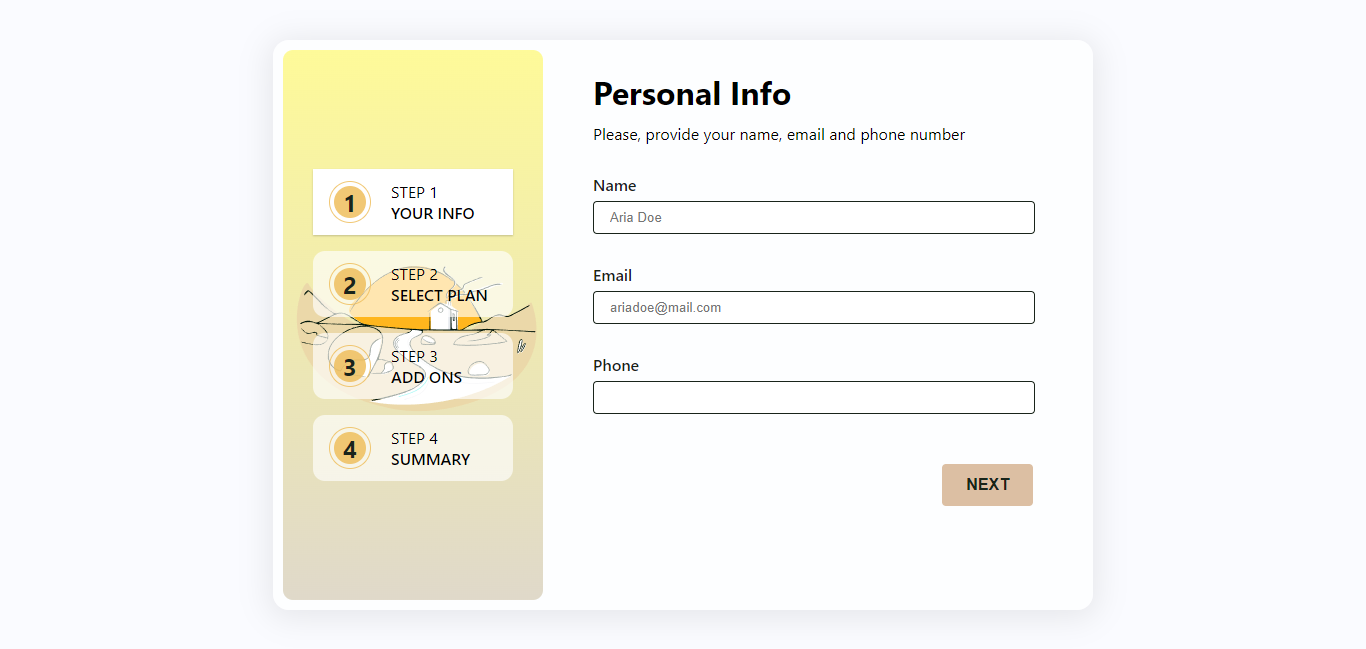 1
STEP 1
YOUR INFO
2
STEP 2
SELECT PLAN
3
STEP 3
ADD ONS
4
STEP 4
SUMMARY
Personal Info
Please, provide your name, email and phone number
Name
Aria Doe
Email
ariadoe@mail.com
Phone
NEXT